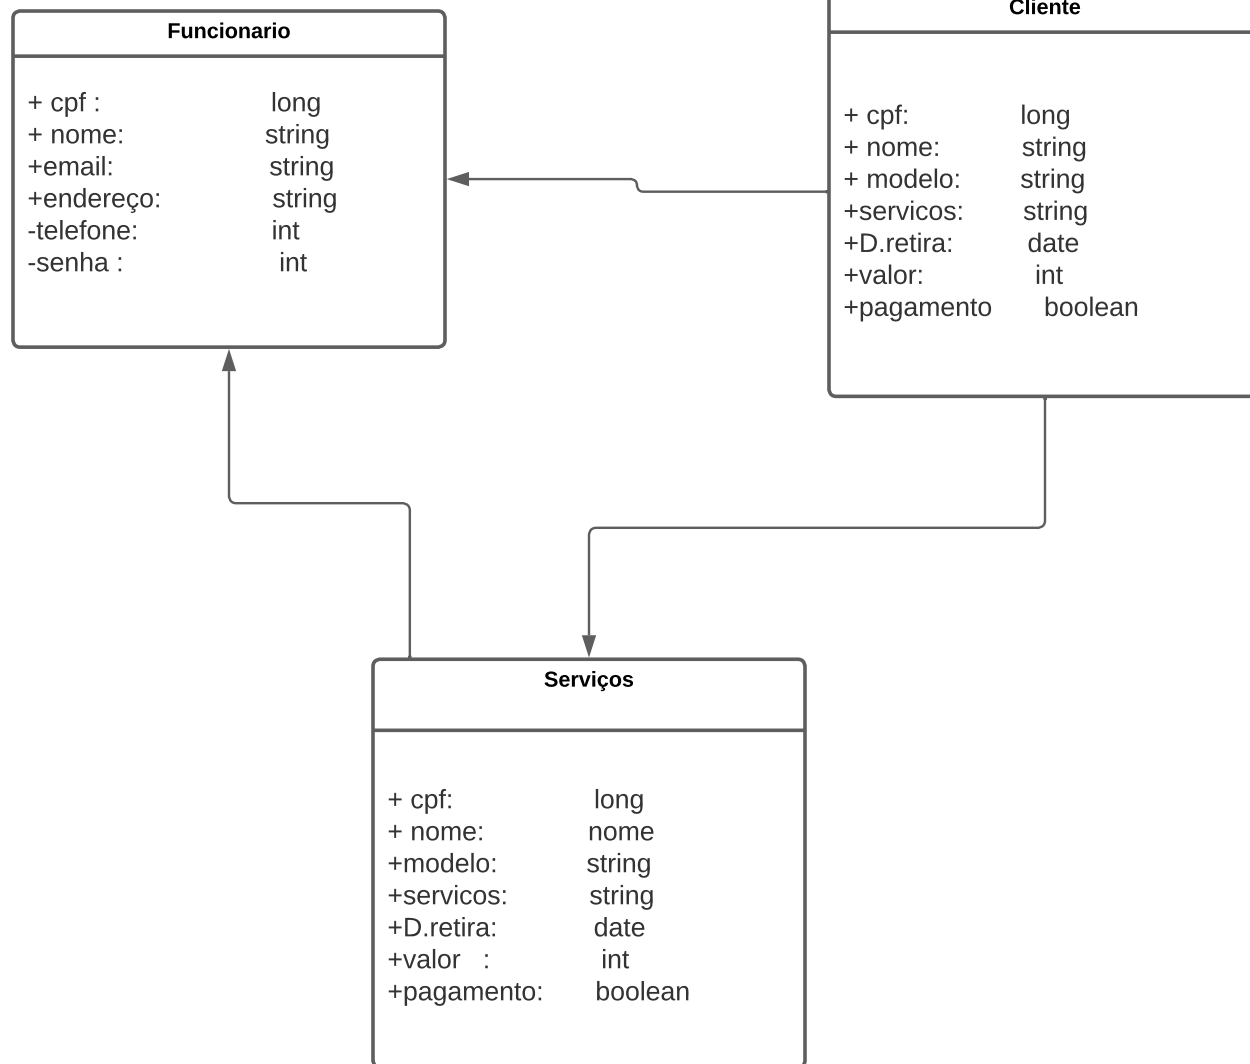 Funcionario
+ cpf : long
+ nome: string
+email: string
+endereço: string
-telefone: int
-senha : int
Cliente
+ cpf: long
+ nome: string
+ modelo: string
+servicos: string
+D.retira: date
+valor: int
+pagamento boolean
Serviços
+ cpf: long
+ nome: nome
+modelo: string
+servicos: string
+D.retira: date
+valor : int
+pagamento: boolean